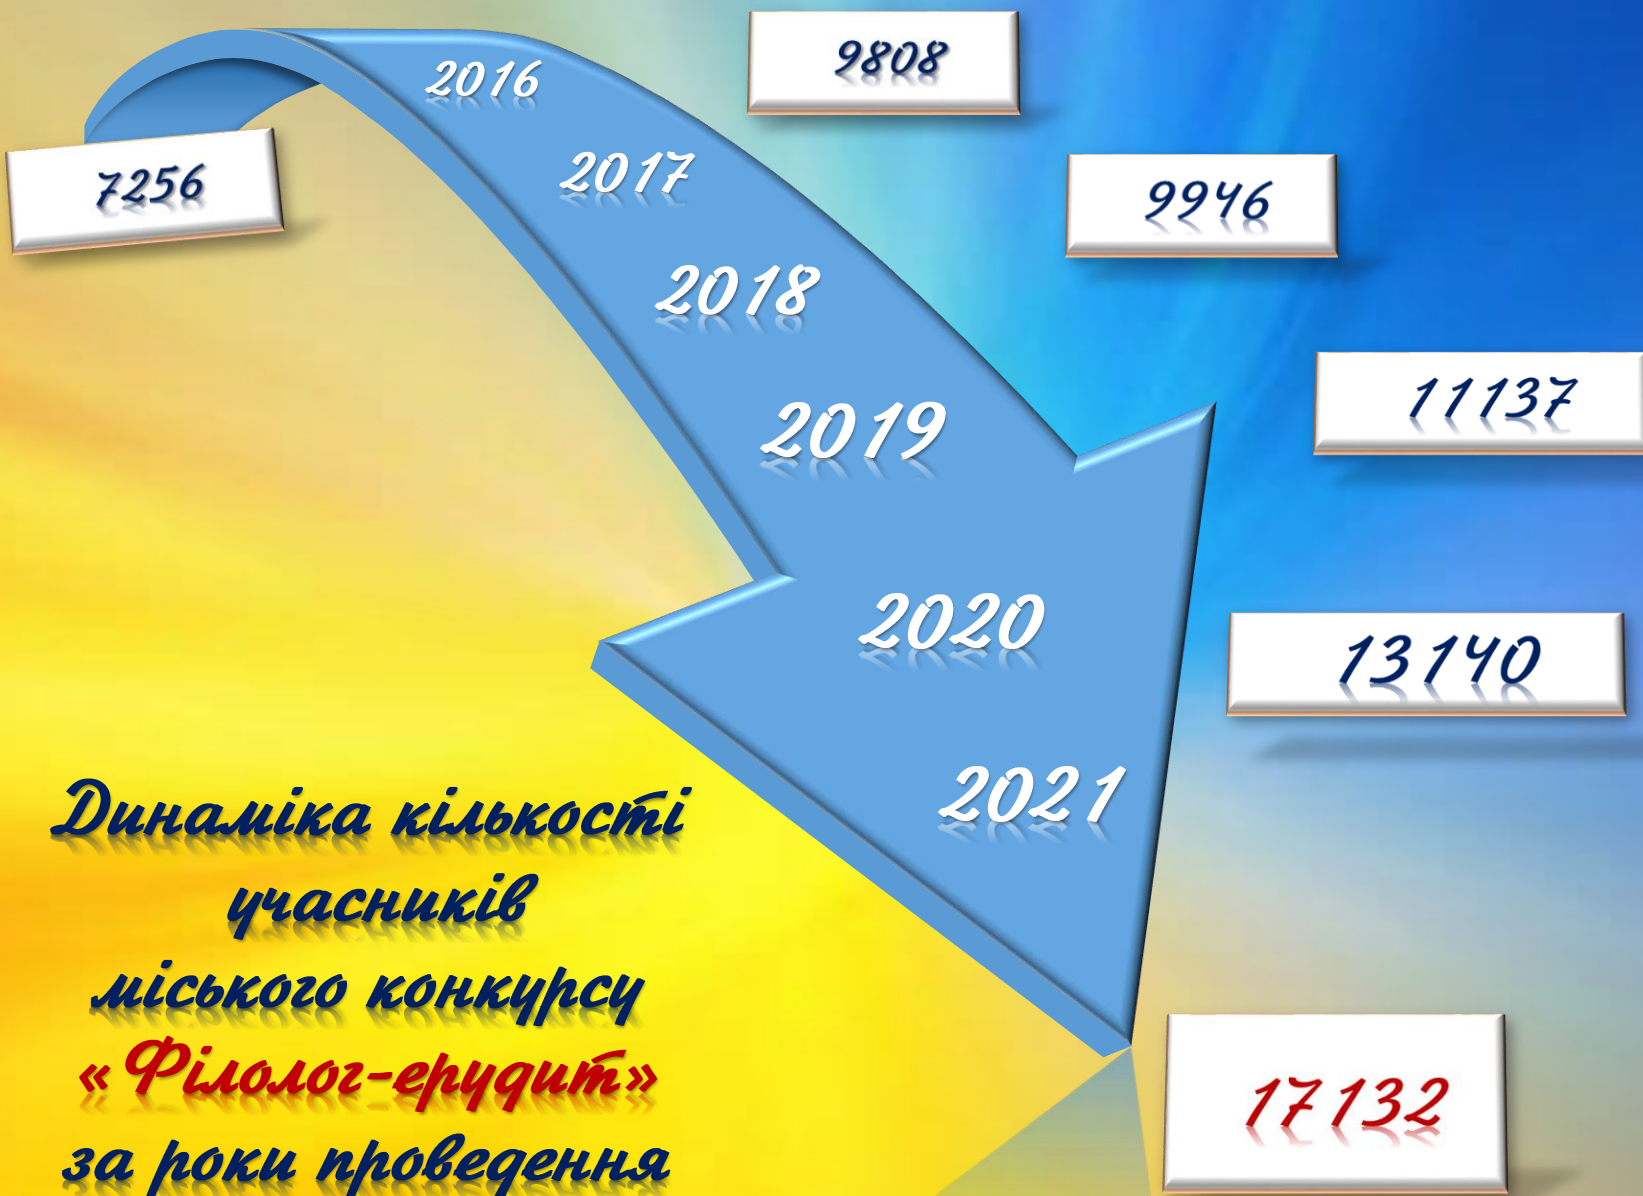 7256
2016
9808
2017
9946
2018
11137
2019
13140
2020
2021
17132
Динаміка кількості
учасників
міського конкурсу
«Філолог-ерудит»
за роки проведення